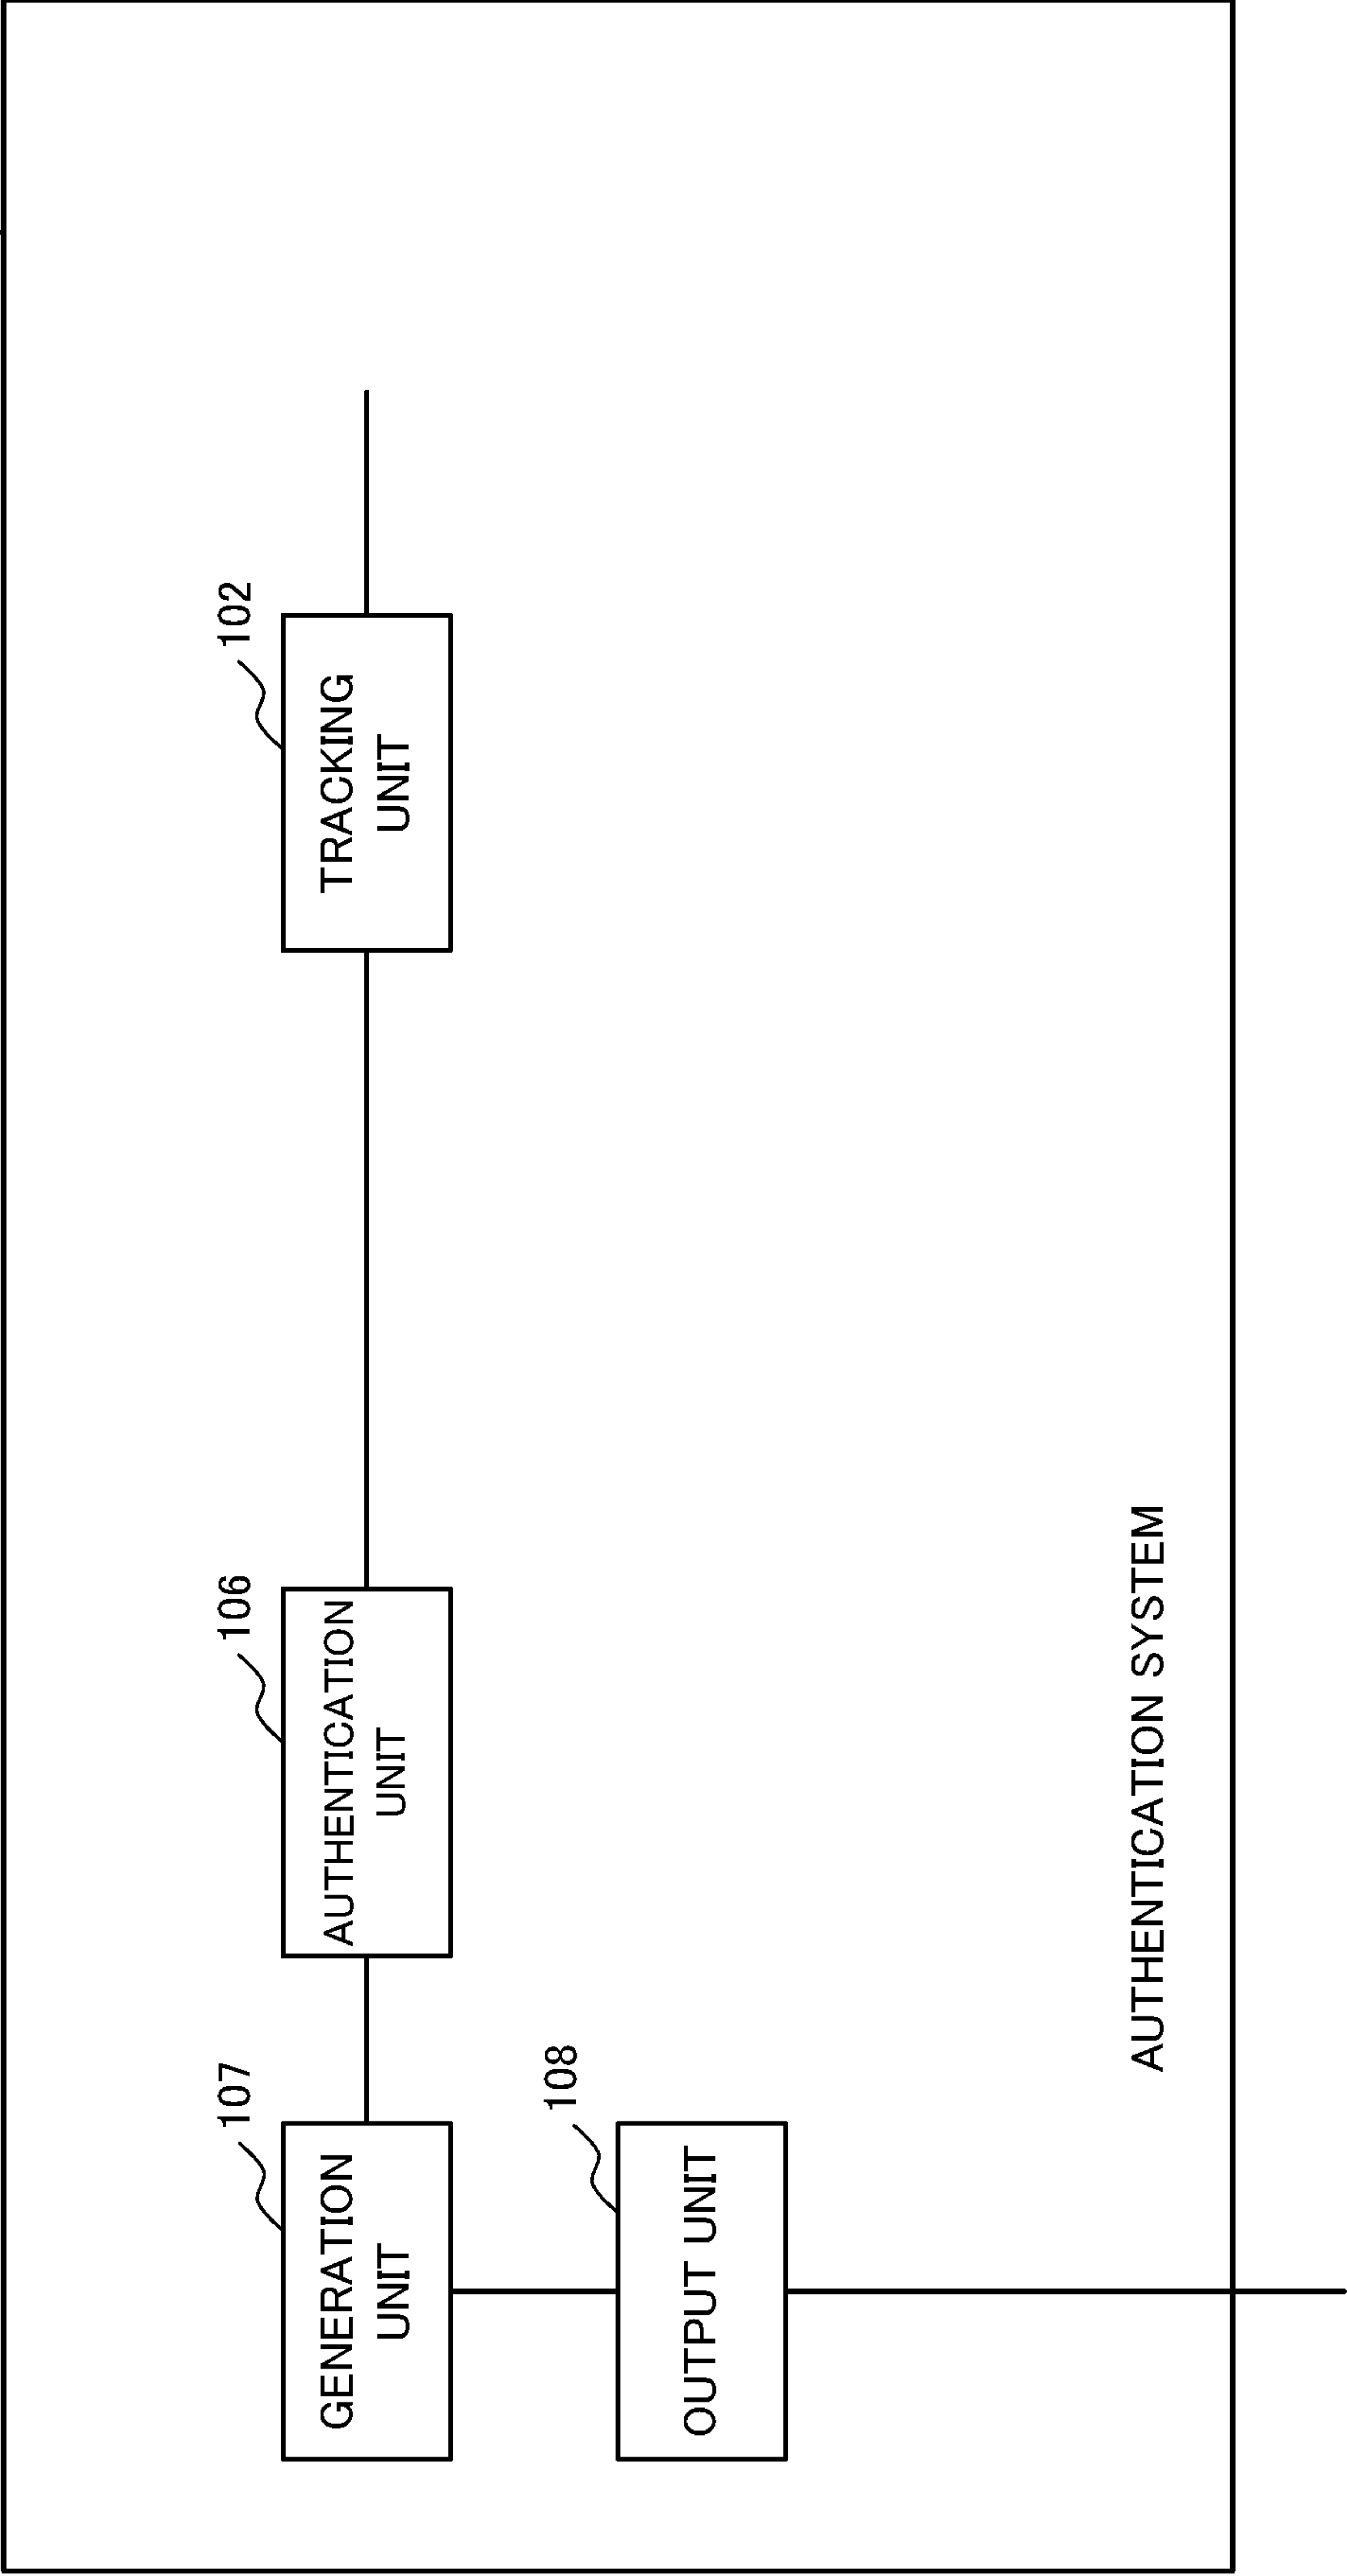 107
GENERATION
UNIT
106
AUTHENTICATION
UNIT
102
TRACKING
UNIT
108
OUTPUT UNIT
AUTHENTICATION SYSTEM